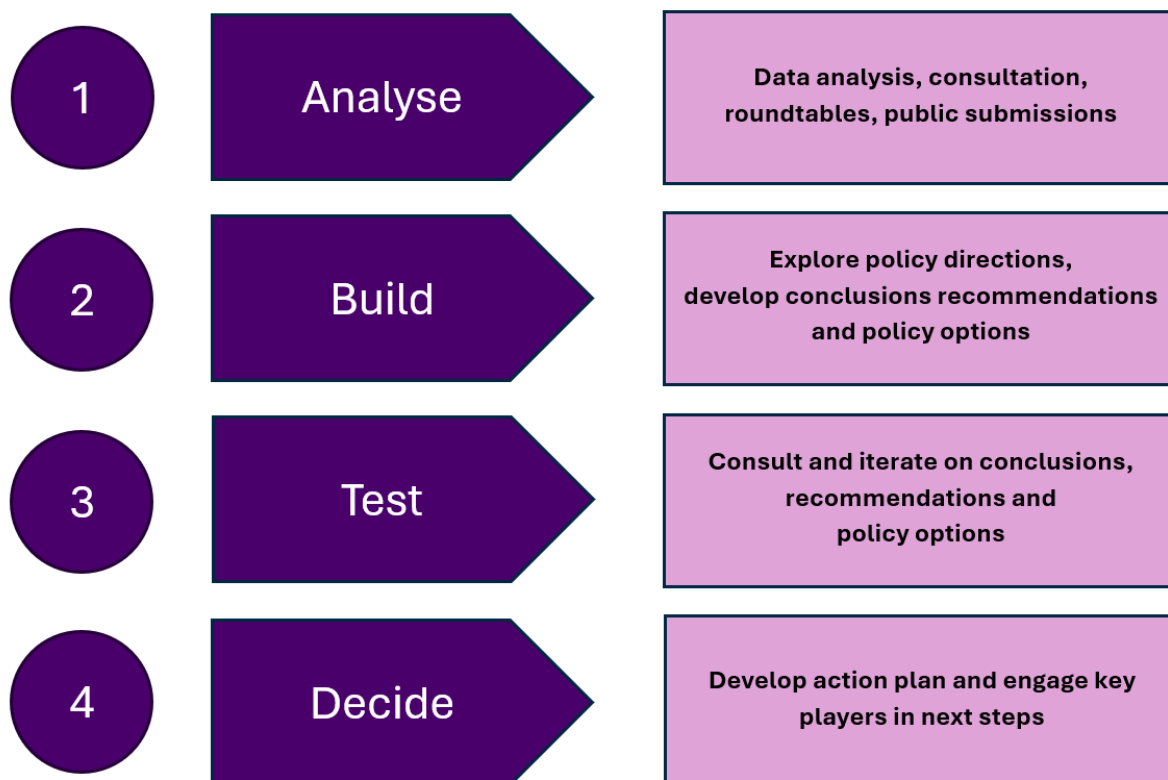 1
Analyse
Data analysis, consultation,
roundtables, public submissions
2
Build
Explore policy directions,
develop conclusions recommendations
and policy options
3
Test
Consult and iterate on conclusions,
recommendations and
policy options
4
Decide
Develop action plan and engage key
players in next steps